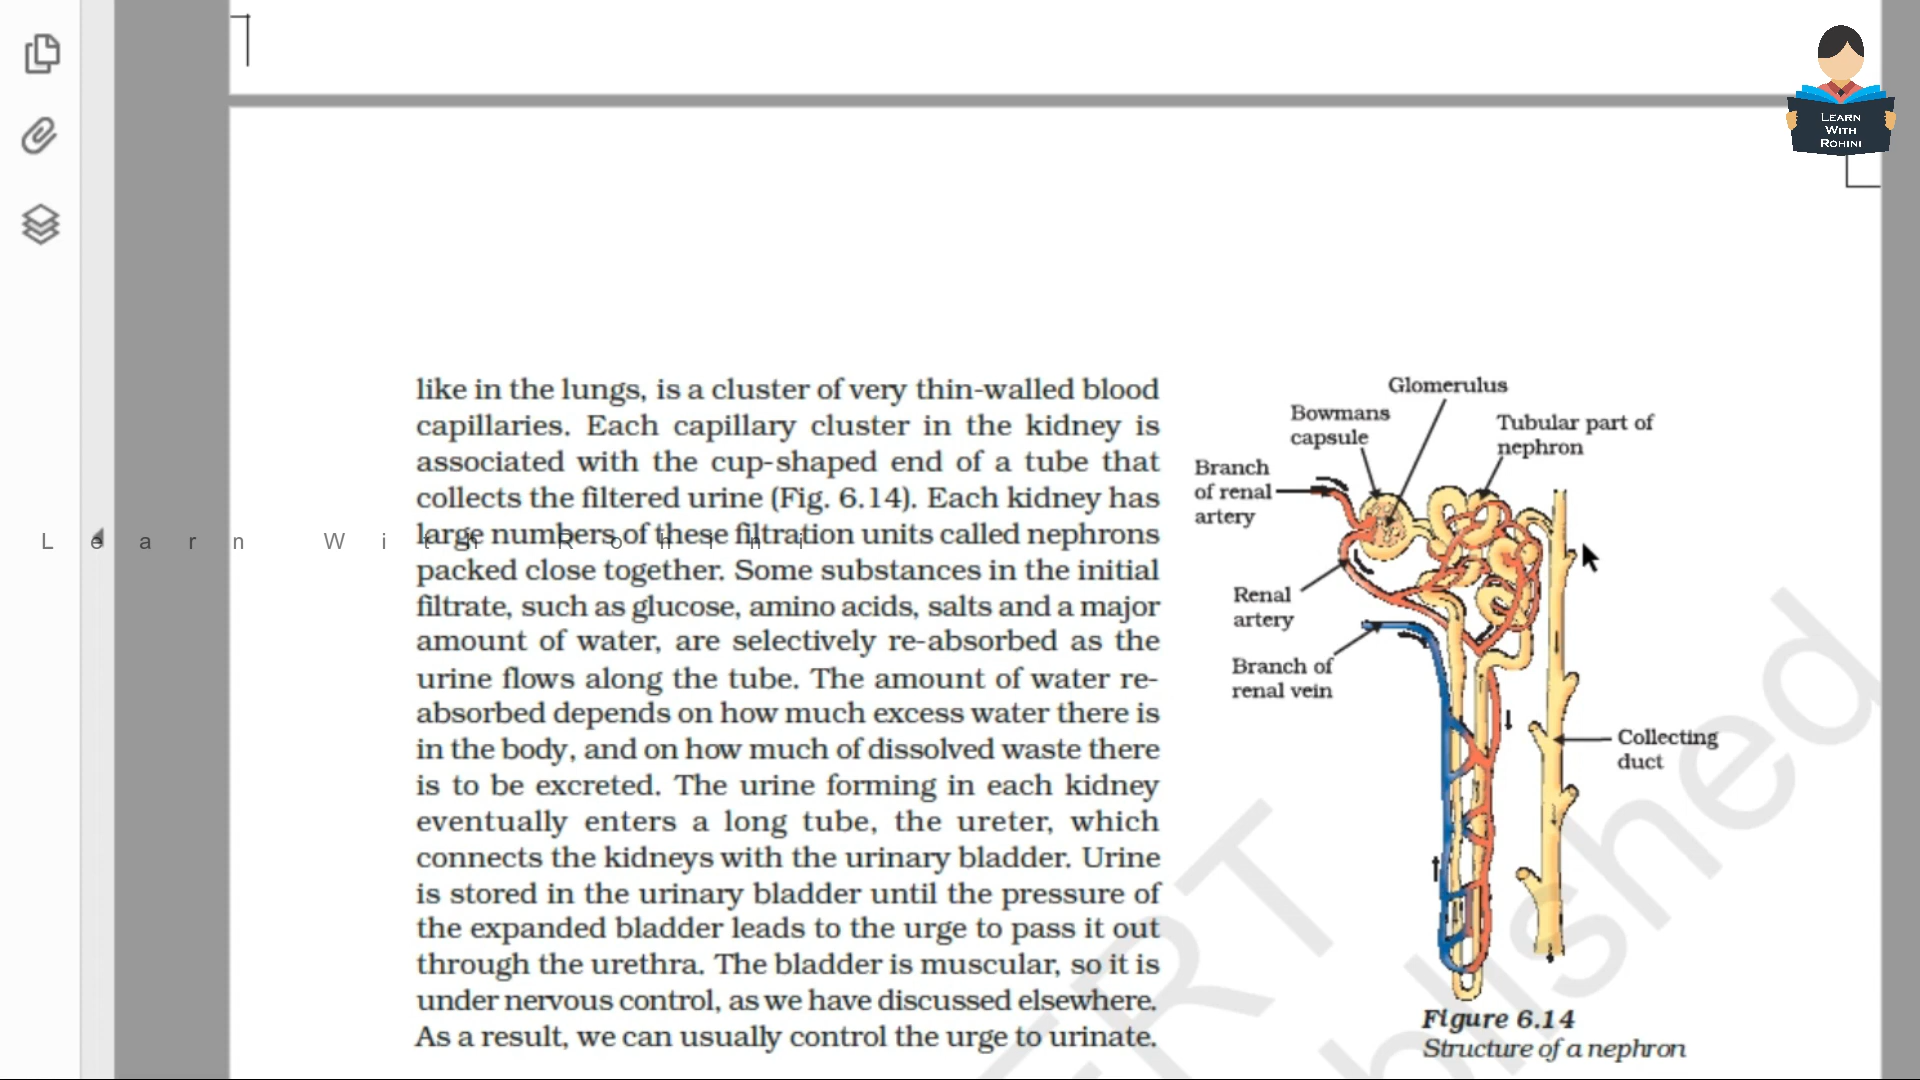 LEARN
WITH
ROHINI
like in the lungs, is a cluster of very thin-walled blood
capillaries. Each capillary cluster in the kidney is
associated with the cup-shaped end of a tube that
collects the filtered urine (Fig. 6.14). Each kidney has
large numbers of these filtration units called nephrons
packed close together. Some substances in the initial
filtrate, such as glucose, amino acids, salts and a major
amount of water, are selectively re-absorbed as the
urine flows along the tube. The amount of water re-
absorbed depends on how much excess water there is
in the body, and on how much of dissolved waste there
is to be excreted. The urine forming in each kidney
eventually enters a long tube, the ureter, which
connects the kidneys with the urinary bladder. Urine
is stored in the urinary bladder until the pressure of
the expanded bladder leads to the urge to pass it out
through the urethra. The bladder is muscular, so it is
under nervous control, as we have discussed elsewhere.
As a result, we can usually control the urge to urinate.
Learn With Rohini
Glomerulus
Bowmans
capsule
Tubular part of
nephron
Branch
of renal
artery
Renal
artery
Branch of
renal vein
Collecting
duct
Figure 6.14
Structure of a nephron
ERT
blished